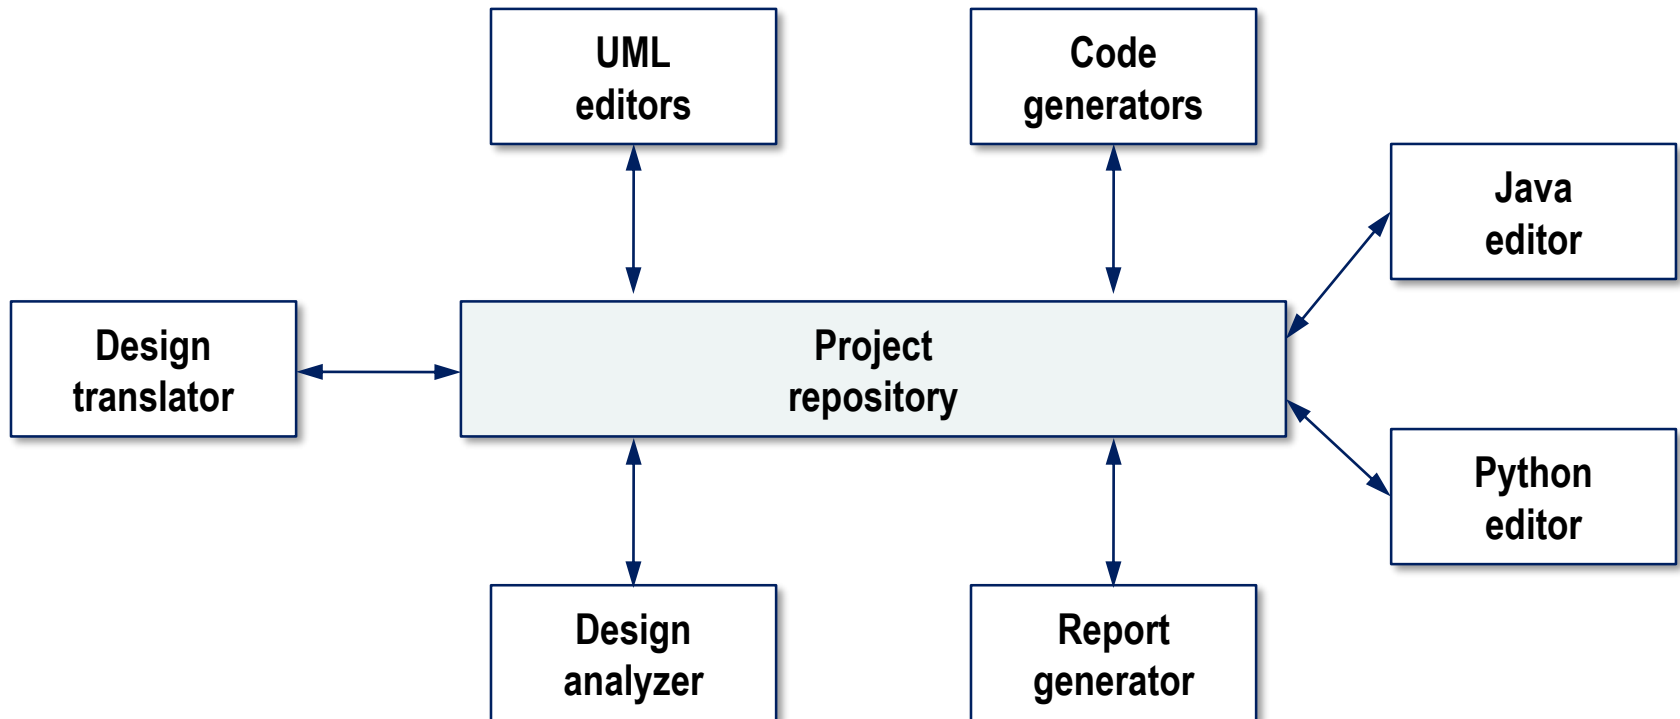 UML
editors
Code
generators
Java
editor
Design
translator
Project
repository
Python
editor
Design
analyzer
Report
generator